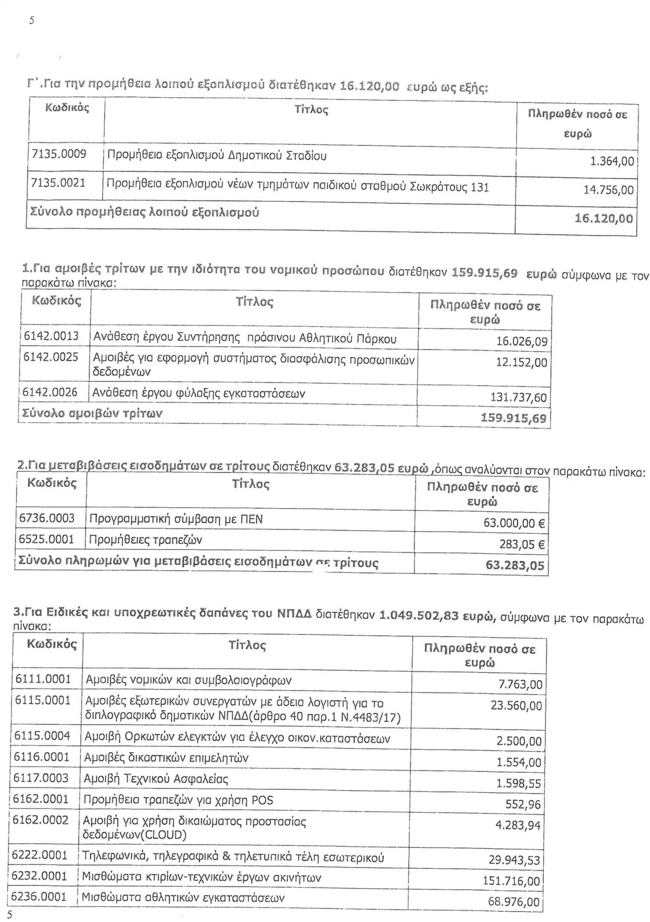 5
Γ΄.Για την προμήθεια λοιπού εξοπλισμού διατέθηκαν 16.120,00 ευρώ ως εξής:
Κωδικός Τίτλος Πληρωθέν ποσό σε
ευρώ
7135.0009 Προμήθεια εξοπλισμού Δημοτικού Σταδίου 1.364,00
7135.0021 Προμήθεια εξοπλισμού νέων τμημάτων παιδικού σταθμού Σωκράτους 131 14.756,00
Σύνολο προμήθειας λοιπού εξοπλισμού 16.120,00
1.Για αμοιβές τρίτων με την ιδιότητα του νομικού προσώπου διατέθηκαν 159.915,69 ευρώ σύμφωνα με τον
παρακάτω πίνακα:
Κωδικός Τίτλος Πληρωθέν ποσό σε
ευρώ
6142.0013 Ανάθεση έργου Συντήρησης πράσινου Αθλητικού Πάρκου 16.026,09
6142.0025 Αμοιβές για εφαρμογή συστήματος διασφάλισης προσωπικών 12.152,00
δεδομένων
6142.0026 Ανάθεση έργου φύλαξης εγκαταστάσεων 131.737,60
Σύνολο αμοιβών τρίτων 159.915,69
2.Για μεταβιβάσεις εισοδημάτων σε τρίτους διατέθηκαν 63.283,05 ευρώ ,όπως αναλύονται στον παρακάτω πίνακα:
Κωδικός Τίτλος Πληρωθέν ποσό σε
ευρώ
6736.0003 Προγραμματική σύμβαση με ΠΕΝ 63.000,00 €
6525.0001 Προμήθειες τραπεζών 283,05 €
Σύνολο πληρωμών για μεταβιβάσεις εισοδημάτων σε τρίτους 63.283,05
3.Για Ειδικές και υποχρεωτικές δαπάνες του ΝΠΔΔ διατέθηκαν 1.049.502,83 ευρώ, σύμφωνα με τον παρακάτω
πίνακα:
Κωδικός Τίτλος Πληρωθέν ποσό σε
ευρώ
6111.0001 Αμοιβές νομικών και συμβολαιογράφων 7.763,00
6115.0001 Αμοιβές εξωτερικών συνεργατών με άδεια λογιστή για το 23.560,00
διπλογραφικό δημοτικών ΝΠΔΔ(άρθρο 40 παρ.1 Ν.4483/17)
6115.0004 Αμοιβή Ορκωτών ελεγκτών για έλεγχο οικον.καταστάσεων 2.500,00
6116.0001 Αμοιβές δικαστικών επιμελητών 1.554,00
6117.0003 Αμοιβή Τεχνικού Ασφαλείας 1.598,55
6162.0001 Προμήθεια τραπεζών για χρήση POS 552,96
6162.0002 Αμοιβή για χρήση δικαιώματος προστασίας 4.283,94
δεδομένων(CLOUD)
6222.0001 Τηλεφωνικά, τηλεγραφικά & τηλετυπικά τέλη εσωτερικού 29.943,53
6232.0001 Μισθώματα κτιρίων-τεχνικών έργων ακινήτων 151.716,00
6236.0001 Μισθώματα αθλητικών εγκαταστάσεων 68.976,00
5